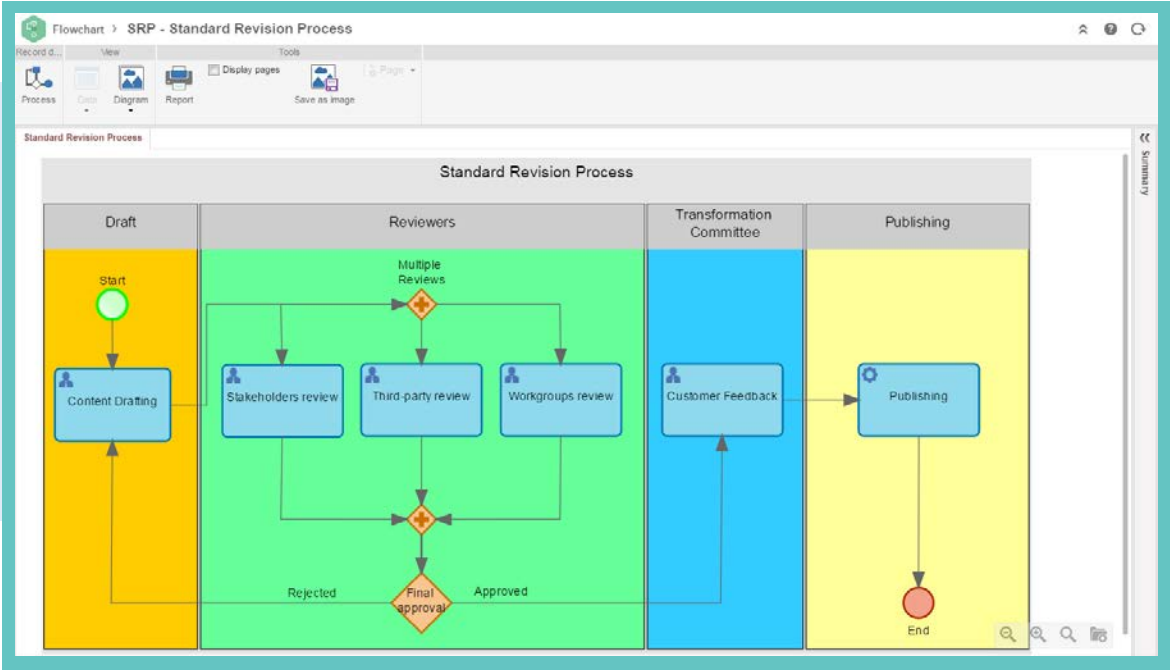 Flowchart > SRP - Standard Revision Process
Record d... View Tools
Process Data Diagram Report Display pages Save as image Page
Standard Revision Process
Summary
Standard Revision Process
Draft Reviewers Transformation Committee Publishing
Start
Multiple
Reviews
Content Drafting
Stakeholders review
Third-party review
Workgroups review
Customer Feedback
Publishing
Rejected
Final
approval
Approved
End